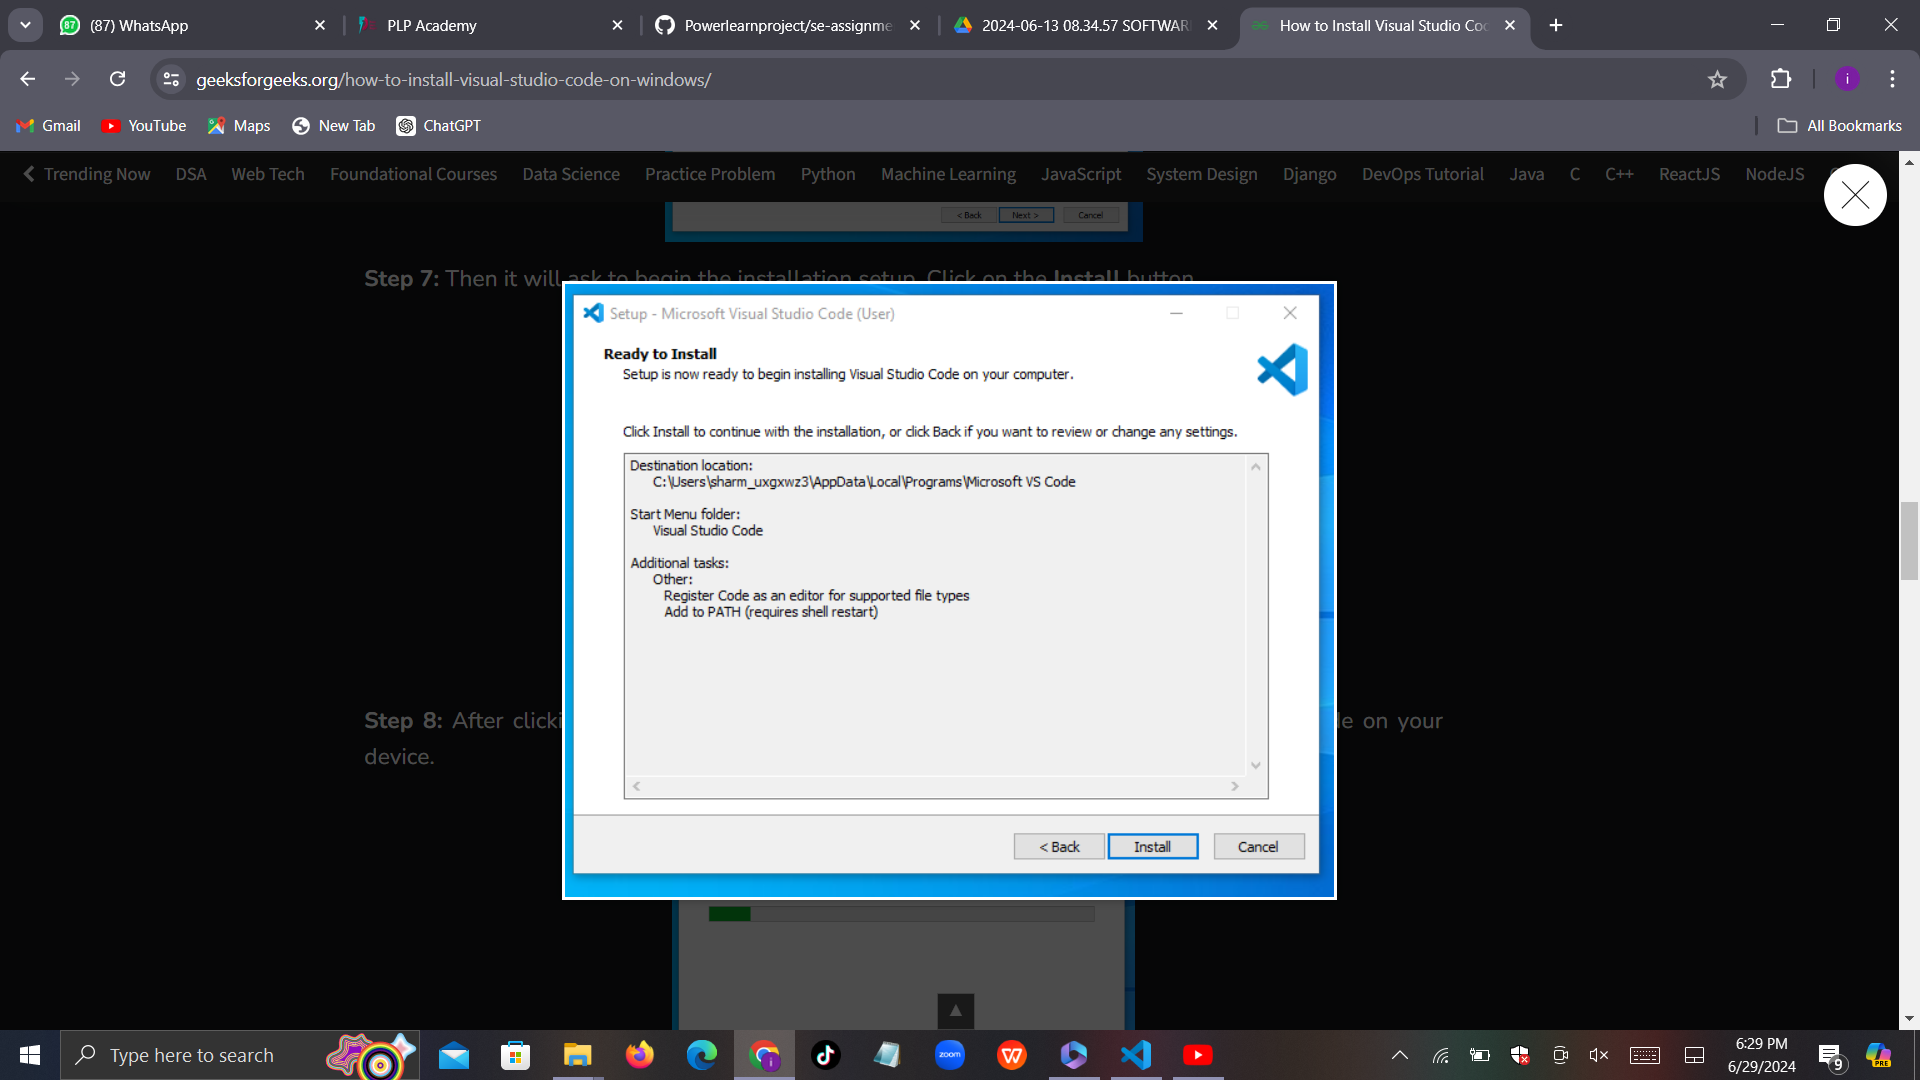 87
(87) WhatsApp
PLP Academy
Powerlearnproject/se-assignme
2024-06-13 08.34.57 SOFTWAR
How to Install Visual Studio Co
geeksforgeeks.org/how-to-install-visual-studio-code-on-windows/
i
Gmail
YouTube
Maps
New Tab
ChatGPT
All Bookmarks
Trending Now
DSA
Web Tech
Foundational Courses
Data Science
Practice Problem
Python
Machine Learning
JavaScript
System Design
Django
DevOps Tutorial
Java
C
C++
ReactJS
NodeJS
< Back
Next >
Cancel
Step 7: Then it will ask to begin the installation setup. Click on the Install button.
Setup - Microsoft Visual Studio Code (User)
Ready to Install
Setup is now ready to begin installing Visual Studio Code on your computer.
Click Install to continue with the installation, or click Back if you want to review or change any settings.
Destination location:
C:\Users\sharm_uxgxwz3\AppData\Local\Programs\Microsoft VS Code
Start Menu folder:
Visual Studio Code
Additional tasks:
Other:
Register Code as an editor for supported file types
Add to PATH (requires shell restart)
< Back
Install
Cancel
Step 8: After clicki
e on your
device.
Type here to search
zoom
W
i
6:29 PM
6/29/2024
9
PRE